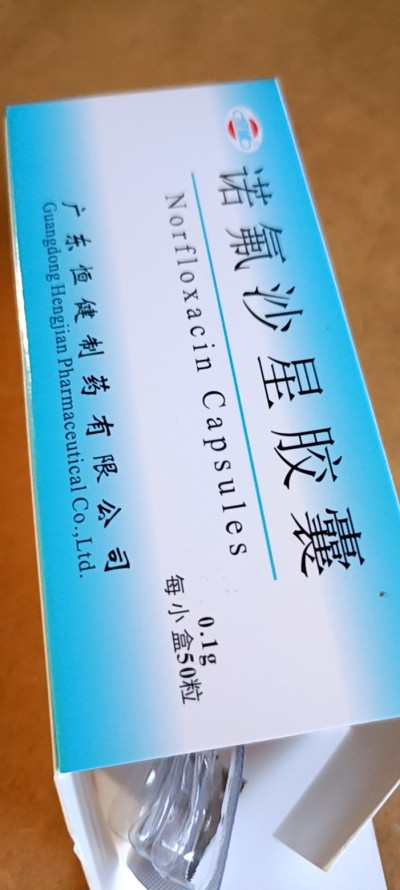 诺氟沙星胶囊
Norfloxacin Capsules
0.1g
每小盒50粒
广东恒健制药有限公司
Guangdong Hengjian Pharmaceutical Co.,Ltd.